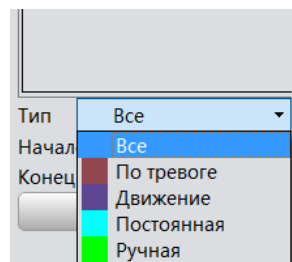 Тип Все
Начал Все
Конец По тревоге
Движение
Постоянная
Ручная